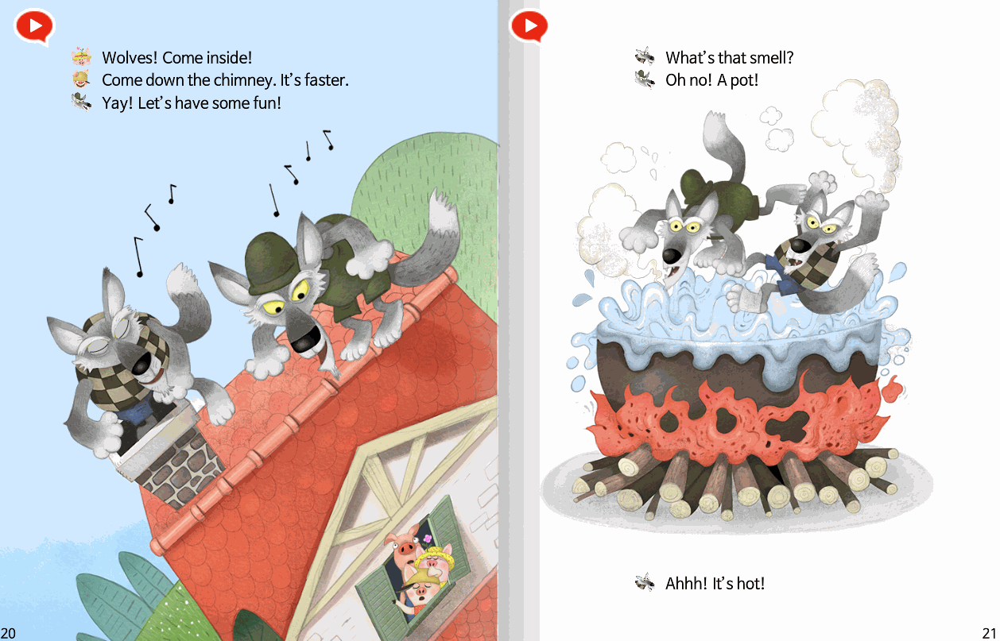 Wolves! Come inside!
Come down the chimney. It's faster.
Yay! Let's have some fun!
20
What's that smell?
Oh no! A pot!
Ahhh! It's hot!
21